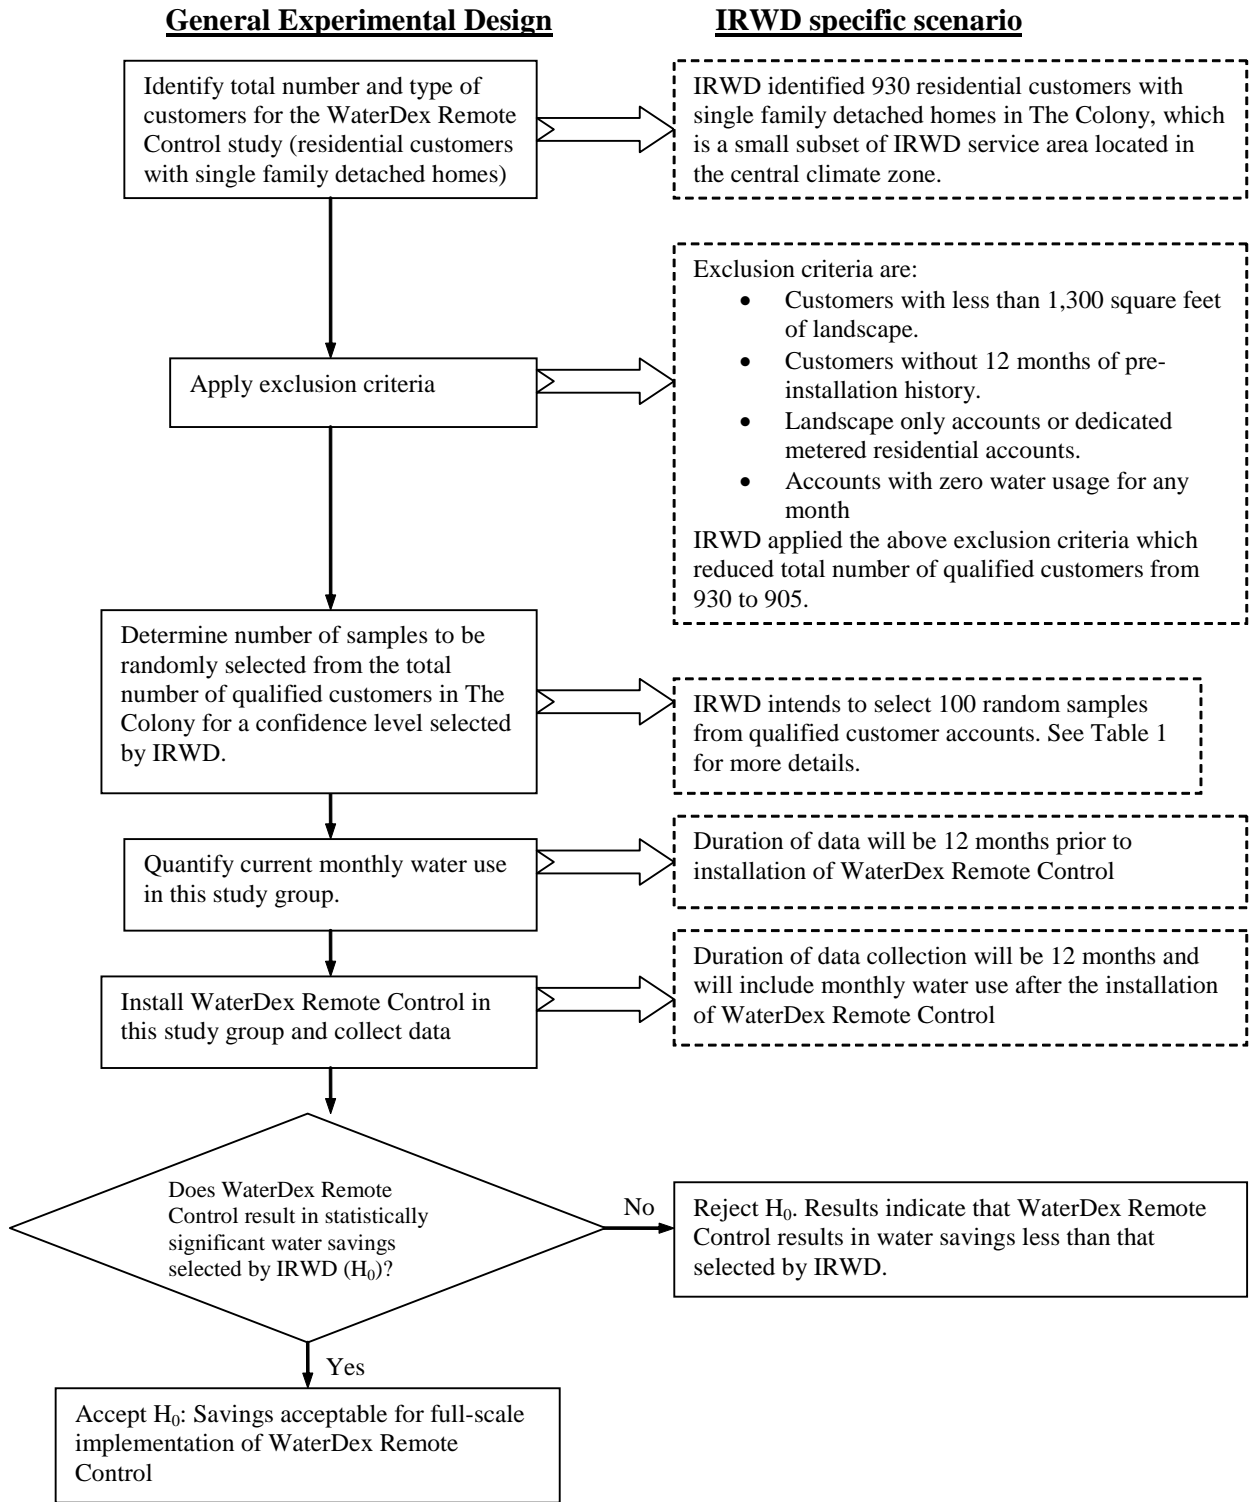 General Experimental Design
IRWD specific scenario
Identify total number and type of
customers for the WaterDex Remote
Control study (residential customers
with single family detached homes)
IRWD identified 930 residential customers with
single family detached homes in The Colony, which
is a small subset of IRWD service area located in
the central climate zone.
Apply exclusion criteria
Exclusion criteria are:
• Customers with less than 1,300 square feet
of landscape.
• Customers without 12 months of pre-
installation history.
• Landscape only accounts or dedicated
metered residential accounts.
• Accounts with zero water usage for any
month
IRWD applied the above exclusion criteria which
reduced total number of qualified customers from
930 to 905.
Determine number of samples to be
randomly selected from the total
number of qualified customers in The
Colony for a confidence level selected
by IRWD.
IRWD intends to select 100 random samples
from qualified customer accounts. See Table 1
for more details.
Quantify current monthly water use
in this study group.
Duration of data will be 12 months prior to
installation of WaterDex Remote Control
Install WaterDex Remote Control in
this study group and collect data
Duration of data collection will be 12 months and
will include monthly water use after the installation
of WaterDex Remote Control
Does WaterDex Remote
Control result in statistically
significant water savings
selected by IRWD (H₀)?
No
Reject H₀. Results indicate that WaterDex Remote
Control results in water savings less than that
selected by IRWD.
Yes
Accept H₀: Savings acceptable for full-scale
implementation of WaterDex Remote
Control